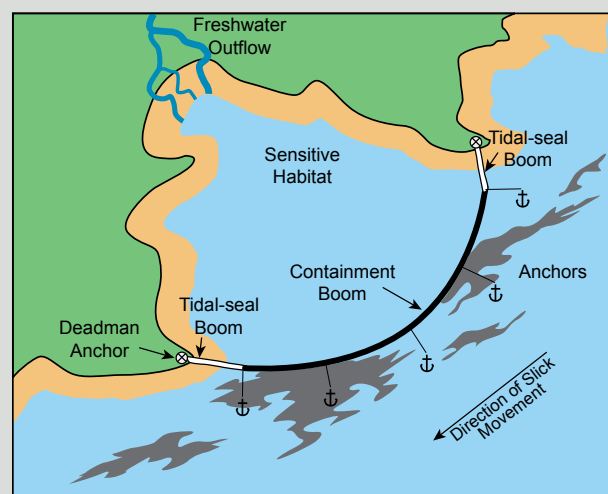 Freshwater
Outflow
Tidal-seal
Boom
Sensitive
Habitat
Containment
Boom
Anchors
Tidal-seal
Boom
Deadman
Anchor
Direction of Slick
Movement